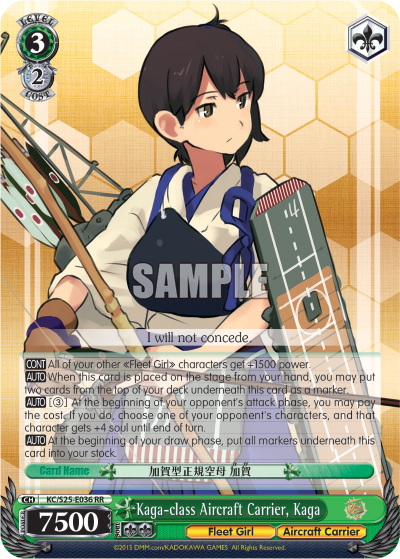 LEVEL
3
2
COST
4
SAMPLE
I will not concede.
CONT All of your other «Fleet Girl» characters get +1500 power.
AUTO When this card is placed on the stage from your hand, you may put
two cards from the top of your deck underneath this card as a marker.
AUTO [③] At the beginning of your opponent's attack phase, you may pay
the cost. If you do, choose one of your opponent's characters, and that
character gets +4 soul until end of turn.
AUTO At the beginning of your draw phase, put all markers underneath this
card into your stock.
Card Name 加賀型正規空母 加賀
CH KC/S25-E036 RR
Kaga-class Aircraft Carrier, Kaga
POWER 7500 SOUL
Fleet Girl Aircraft Carrier
©2015 DMM.com/KADOKAWA GAMES All Rights Reserved.